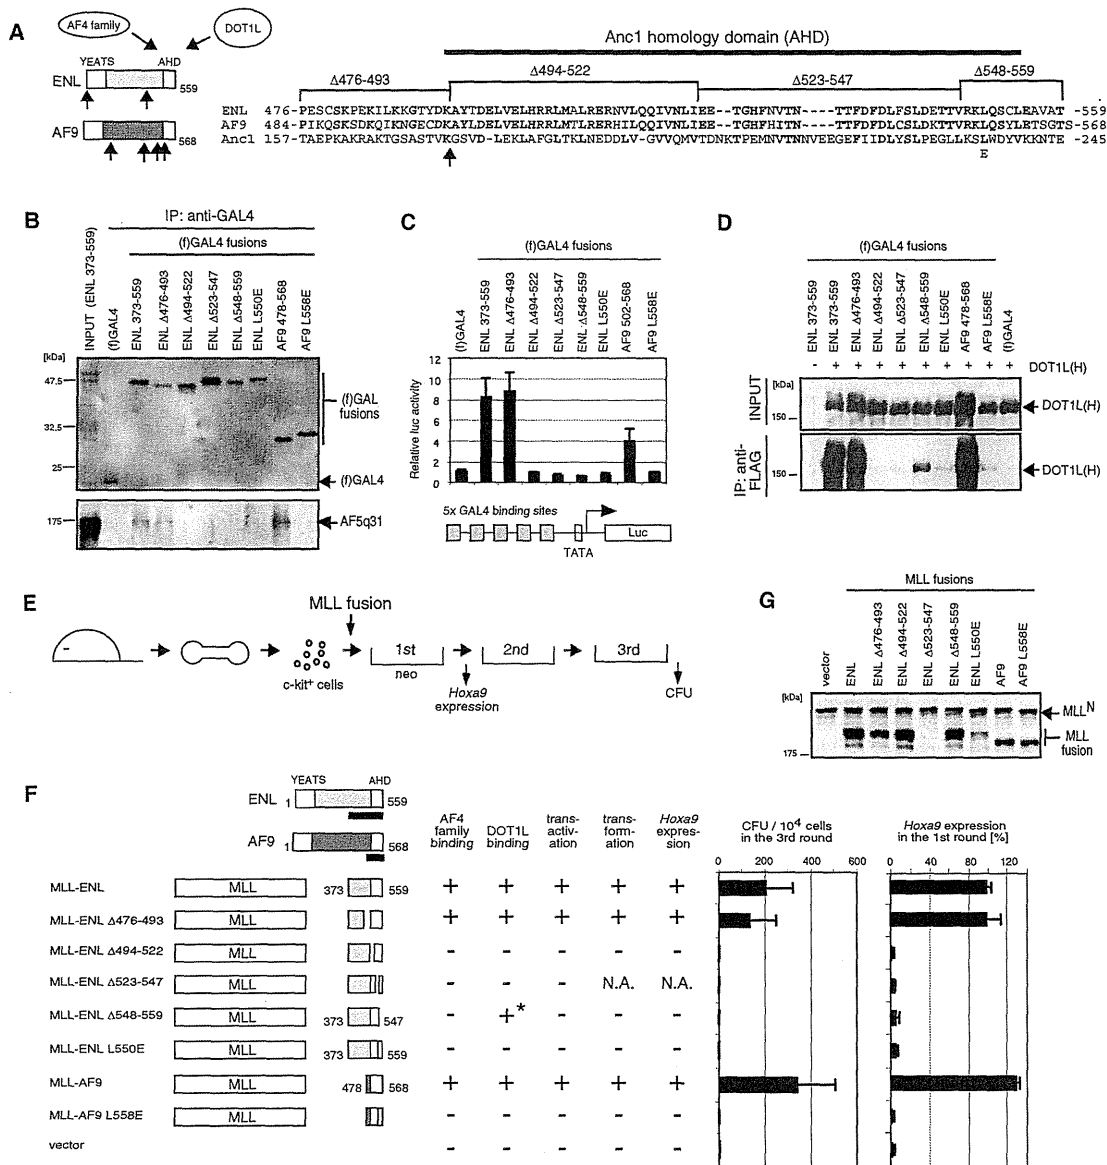 A
AF4 family
DOT1L
YEATS
AHD
ENL
559
AF9
568
Anc1 homology domain (AHD)
Δ476-493
Δ494-522
Δ523-547
Δ548-559
ENL 476-PESCSKPEKILKKGTYDKAYTDELVELHRRLMALRERNVLQQIVNLIEE--TGHFNVTN----TTFDFDLFSLDETTVRKLQSCLEAVAT -559
AF9 484-PIKQSKSDKQIKNGECDKAYLDELVELHRRLMTLRERHILQQIVNLIEE--TGHFHITN----TTFDFDLCSLDKTTVRKLQSYLETSGTS-568
Anc1 157-TAEPKAKRAKTGSASTVKGSVD-LEKLAFGLTKLNEDDLVG-VVQMVTDNKTPEMNVTNNVEEGEFIIDLYSLPEGLLKSLWDYVKKNTE -245
E
B
IP: anti-GAL4
(f)GAL4 fusions
INPUT (ENL 373-559)
(f)GAL4
ENL 373-559
ENL Δ476-493
ENL Δ494-522
ENL Δ523-547
ENL Δ548-559
ENL L550E
AF9 478-568
AF9 L558E
[kDa]
47.5
32.5
25
175
(f)GAL fusions
(f)GAL4
AF5q31
C
(f)GAL4 fusions
(f)GAL4
ENL 373-559
ENL Δ476-493
ENL Δ494-522
ENL Δ523-547
ENL Δ548-559
ENL L550E
AF9 502-568
AF9 L558E
Relative luc activity
12
10
8
6
4
2
0
5x GAL4 binding sites
TATA
Luc
D
(f)GAL4 fusions
ENL 373-559
ENL 373-559
ENL Δ476-493
ENL Δ494-522
ENL Δ523-547
ENL Δ548-559
ENL L550E
AF9 478-568
AF9 L558E
(f)GAL4
- + + + + + + + + + DOT1L(H)
INPUT
[kDa]
150
DOT1L(H)
IP: anti-FLAG
150
DOT1L(H)
E
MLL fusion
c-kit+ cells
1st
neo
2nd
3rd
Hoxa9
expression
CFU
G
MLL fusions
vector
ENL
ENL Δ476-493
ENL Δ494-522
ENL Δ523-547
ENL Δ548-559
ENL L550E
AF9
AF9 L558E
[kDa]
175
MLL N
MLL fusion
F
YEATS
AHD
ENL 1 559
AF9 1 568
AF4 family binding
DOT1L binding
trans-activ-ation
trans-form-ation
Hoxa9 expres-sion
CFU / 10⁴ cells in the 3rd round
0 200 400 600
Hoxa9 expression in the 1st round [%]
0 40 80 120
MLL-ENL MLL 373 559 + + + + +
MLL-ENL Δ476-493 MLL + + + + +
MLL-ENL Δ494-522 MLL - - - - -
MLL-ENL Δ523-547 MLL - - - N.A. N.A.
MLL-ENL Δ548-559 MLL 373 547 - +* - - -
MLL-ENL L550E MLL 373 559 - - - - -
MLL-AF9 MLL 478 568 + + + + +
MLL-AF9 L558E MLL - - - - -
vector - - - - -